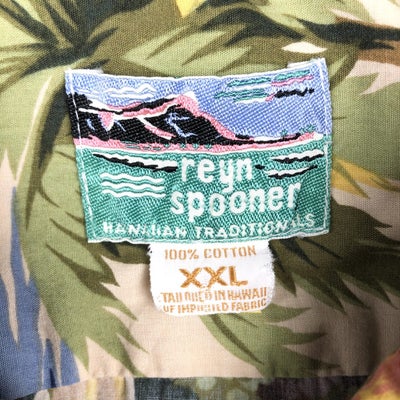 reyn
spooner
HAWAIIAN TRADITIONALS
100% COTTON
XXL
TAILORED IN HAWAII
OF IMPORTED FABRIC